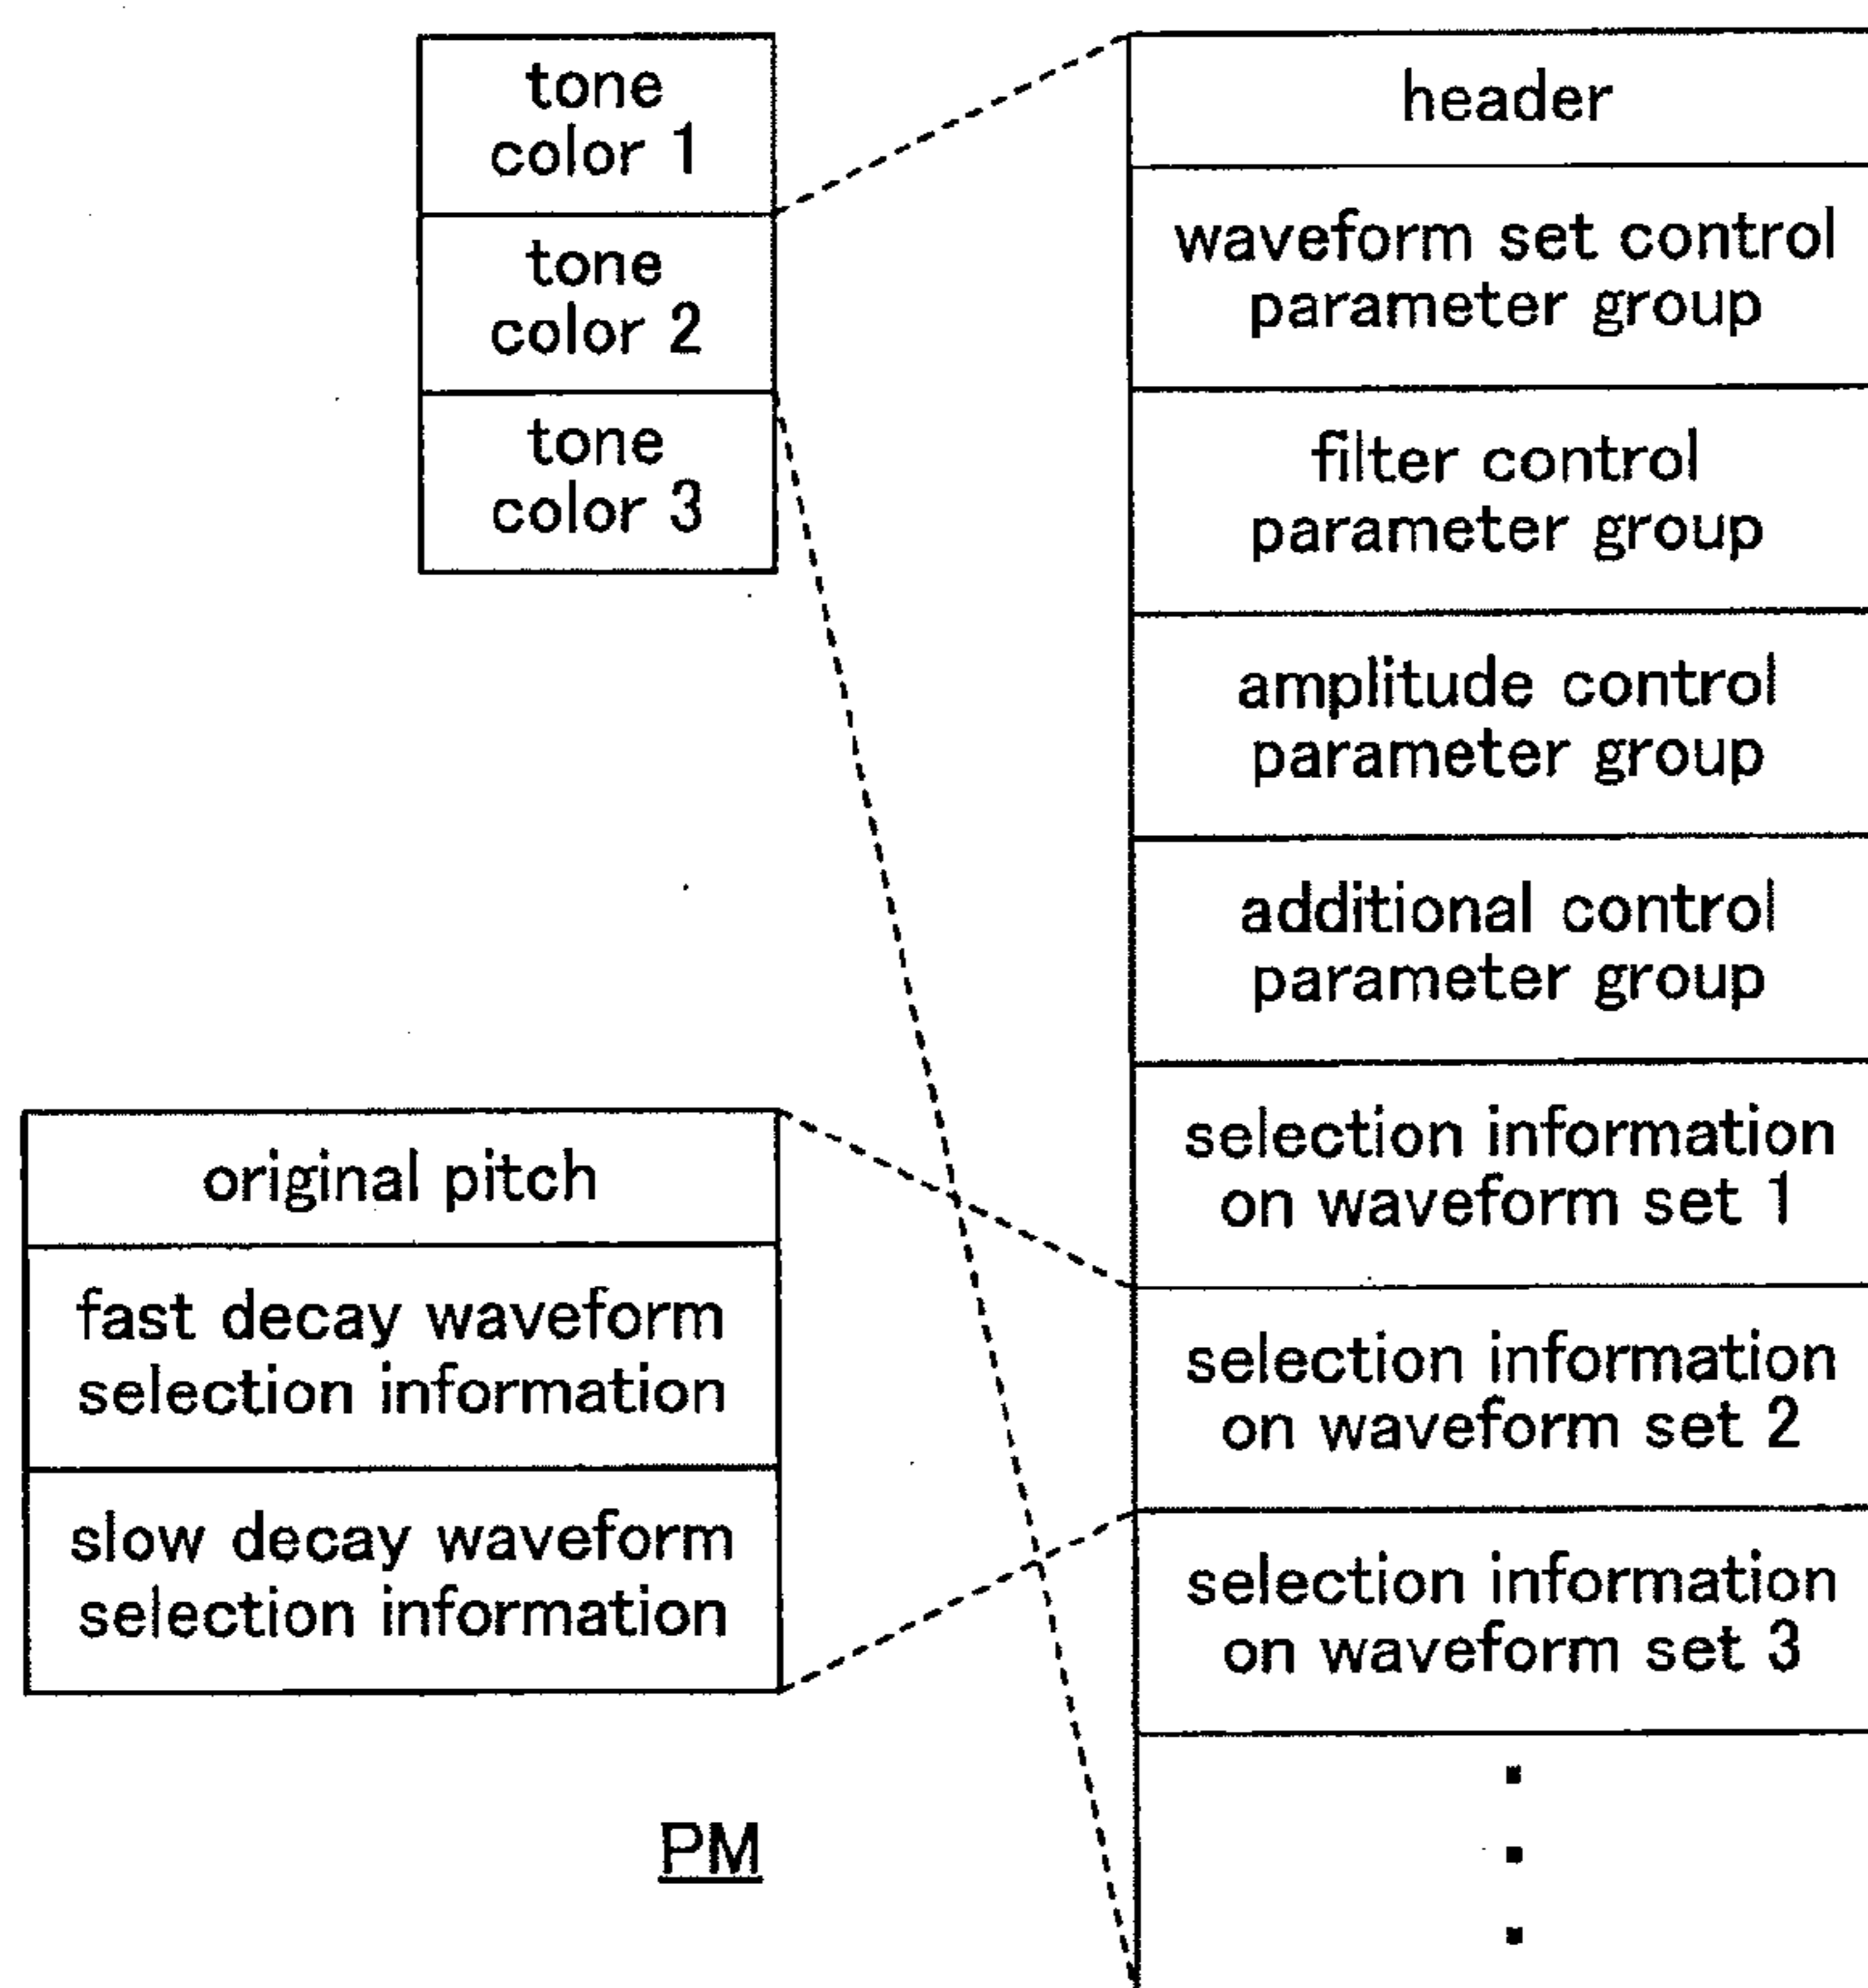 tone
color 1
tone
color 2
tone
color 3
header
waveform set control
parameter group
filter control
parameter group
amplitude control
parameter group
additional control
parameter group
selection information
on waveform set 1
selection information
on waveform set 2
selection information
on waveform set 3
original pitch
fast decay waveform
selection information
slow decay waveform
selection information
PM